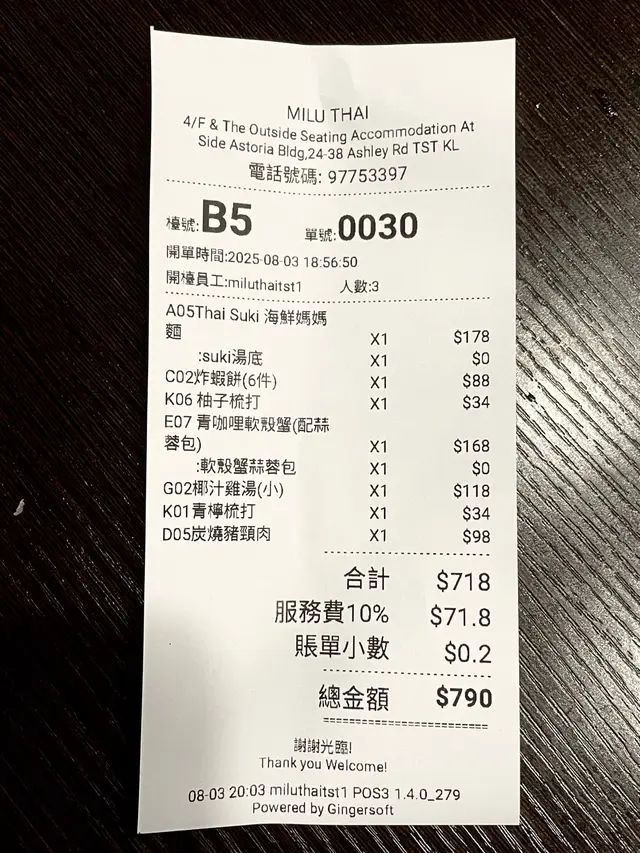 MILU THAI
4/F & The Outside Seating Accommodation At
Side Astoria Bldg,24-38 Ashley Rd TST KL
電話號碼: 97753397
檯號:B5 單號:0030
開單時間:2025-08-03 18:56:50
開檯員工:miluthaitst1 人數:3
A05Thai Suki 海鮮媽媽
麵 X1 $178
:suki湯底 X1 $0
C02炸蝦餅(6件) X1 $88
K06 柚子梳打 X1 $34
E07 青咖哩軟殼蟹(配蒜
蓉包) X1 $168
:軟殼蟹蒜蓉包 X1 $0
G02椰汁雞湯(小) X1 $118
K01青檸梳打 X1 $34
D05炭燒豬頸肉 X1 $98
合計 $718
服務費10% $71.8
賬單小數 $0.2
總金額 $790
謝謝光臨!
Thank you Welcome!
08-03 20:03 miluthaitst1 POS3 1.4.0_279
Powered by Gingersoft